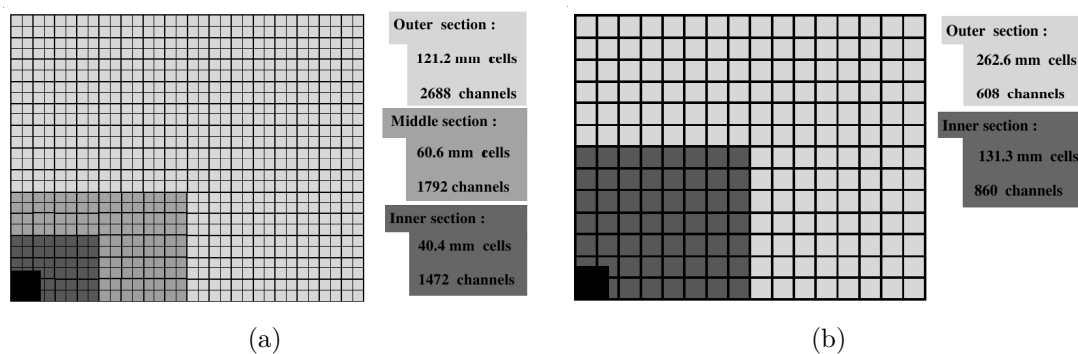 Outer section :
121.2 mm cells
2688 channels
Middle section :
60.6 mm cells
1792 channels
Inner section :
40.4 mm cells
1472 channels
(a)
Outer section :
262.6 mm cells
608 channels
Inner section :
131.3 mm cells
860 channels
(b)